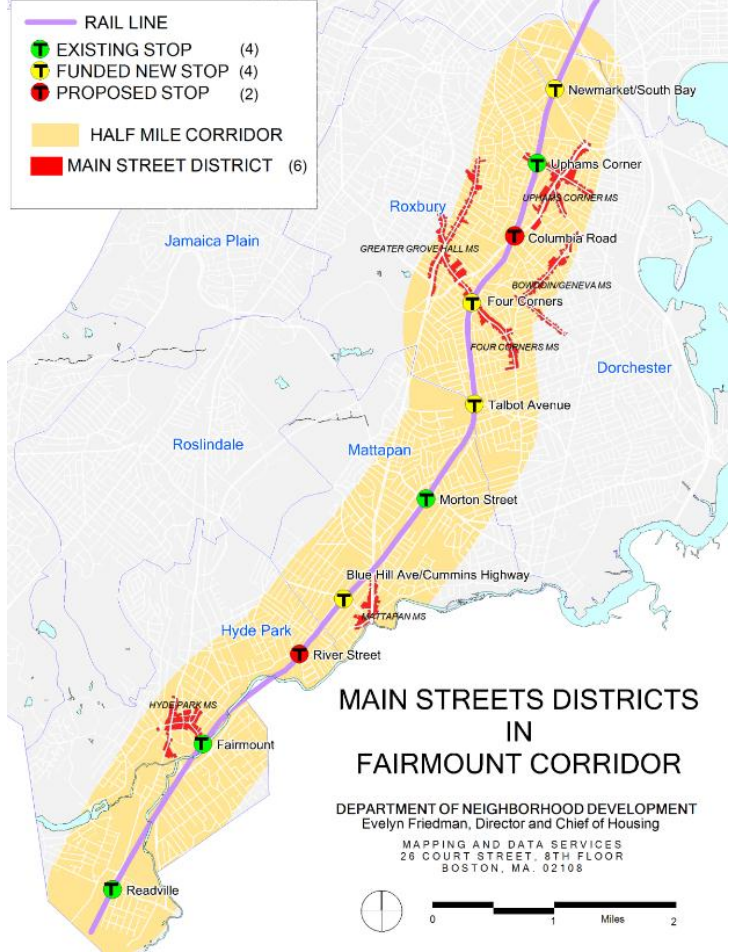 RAIL LINE
T EXISTING STOP (4)
T FUNDED NEW STOP (4)
T PROPOSED STOP (2)
HALF MILE CORRIDOR
MAIN STREET DISTRICT (6)
T Newmarket/South Bay
T Uphams Corner
UPHAMS CORNER MS
Roxbury
Jamaica Plain
T Columbia Road
GREATER GROVE HALL MS
BOWDOIN/GENEVA MS
T Four Corners
FOUR CORNERS MS
Dorchester
T Talbot Avenue
Roslindale
Mattapan
T Morton Street
Blue Hill Ave/Cummins Highway
T
MATTAPAN MS
Hyde Park
T River Street
HYDE PARK MS
T Fairmount
MAIN STREETS DISTRICTS
IN
FAIRMOUNT CORRIDOR
DEPARTMENT OF NEIGHBORHOOD DEVELOPMENT
Evelyn Friedman, Director and Chief of Housing
MAPPING AND DATA SERVICES
26 COURT STREET, 8TH FLOOR
BOSTON, MA. 02108
T Readville
0 1 Miles 2